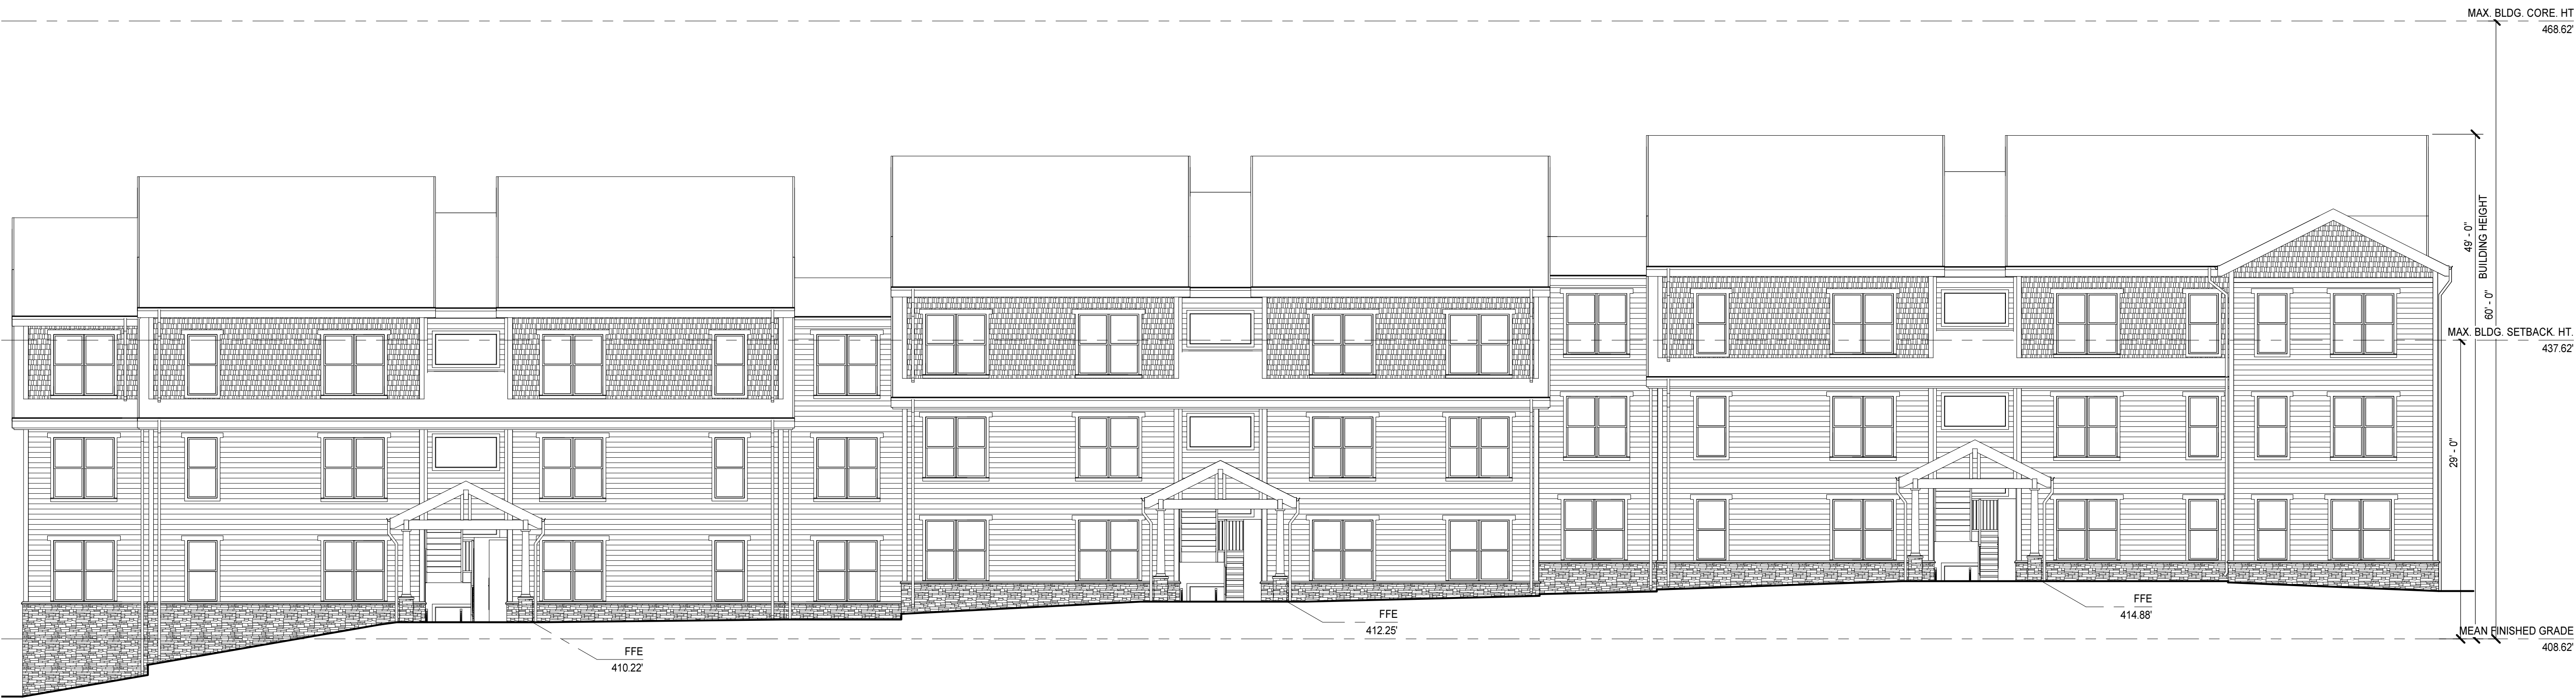 MAX. BLDG. CORE. HT
468.62'
49' - 0"
BUILDING HEIGHT
60' - 0"
MAX. BLDG. SETBACK. HT.
437.62'
29' - 0"
FFE
414.88'
FFE
412.25'
MEAN FINISHED GRADE
408.62'
FFE
410.22'